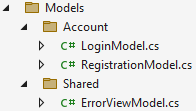 Models
Account
C# LoginModel.cs
C# RegistrationModel.cs
Shared
C# ErrorViewModel.cs